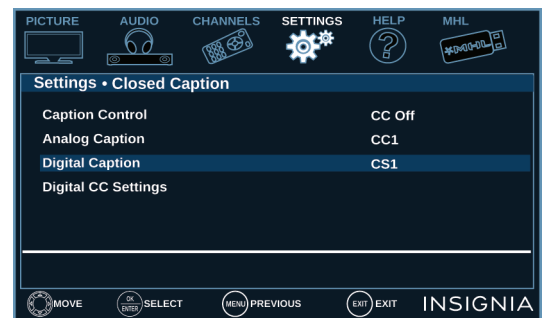 PICTURE AUDIO CHANNELS SETTINGS HELP MHL
MHL
Settings • Closed Caption
Caption Control CC Off
Analog Caption CC1
Digital Caption CS1
Digital CC Settings
MOVE OK ENTER SELECT MENU PREVIOUS EXIT EXIT INSIGNIA